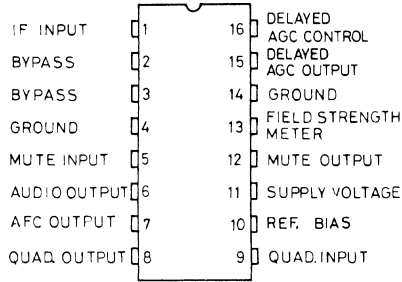 IF INPUT 1
BYPASS 2
BYPASS 3
GROUND 4
MUTE INPUT 5
AUDIO OUTPUT 6
AFC OUTPUT 7
QUAD. OUTPUT 8
16 DELAYED
AGC CONTROL
15 DELAYED
AGC OUTPUT
14 GROUND
13 FIELD STRENGTH
METER
12 MUTE OUTPUT
11 SUPPLY VOLTAGE
10 REF. BIAS
9 QUAD. INPUT